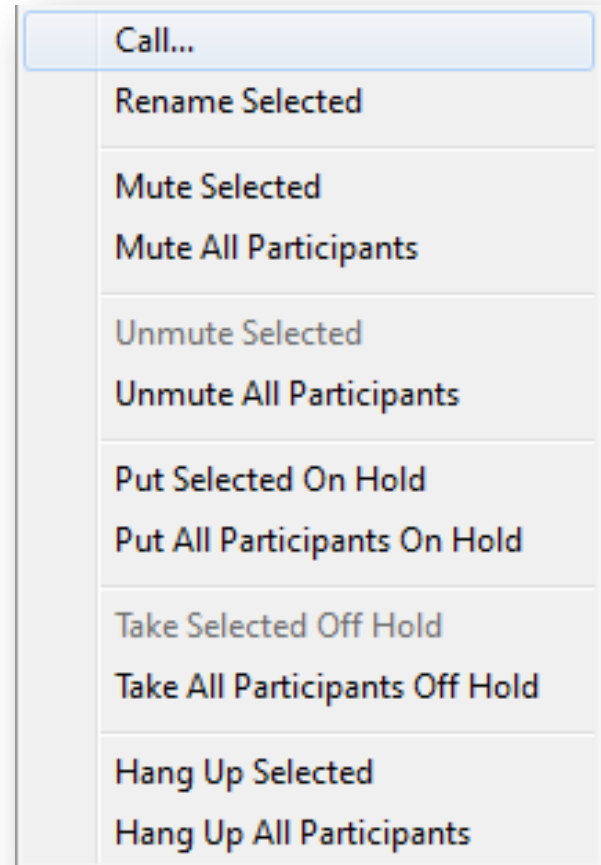 Call...
Rename Selected
Mute Selected
Mute All Participants
Unmute Selected
Unmute All Participants
Put Selected On Hold
Put All Participants On Hold
Take Selected Off Hold
Take All Participants Off Hold
Hang Up Selected
Hang Up All Participants